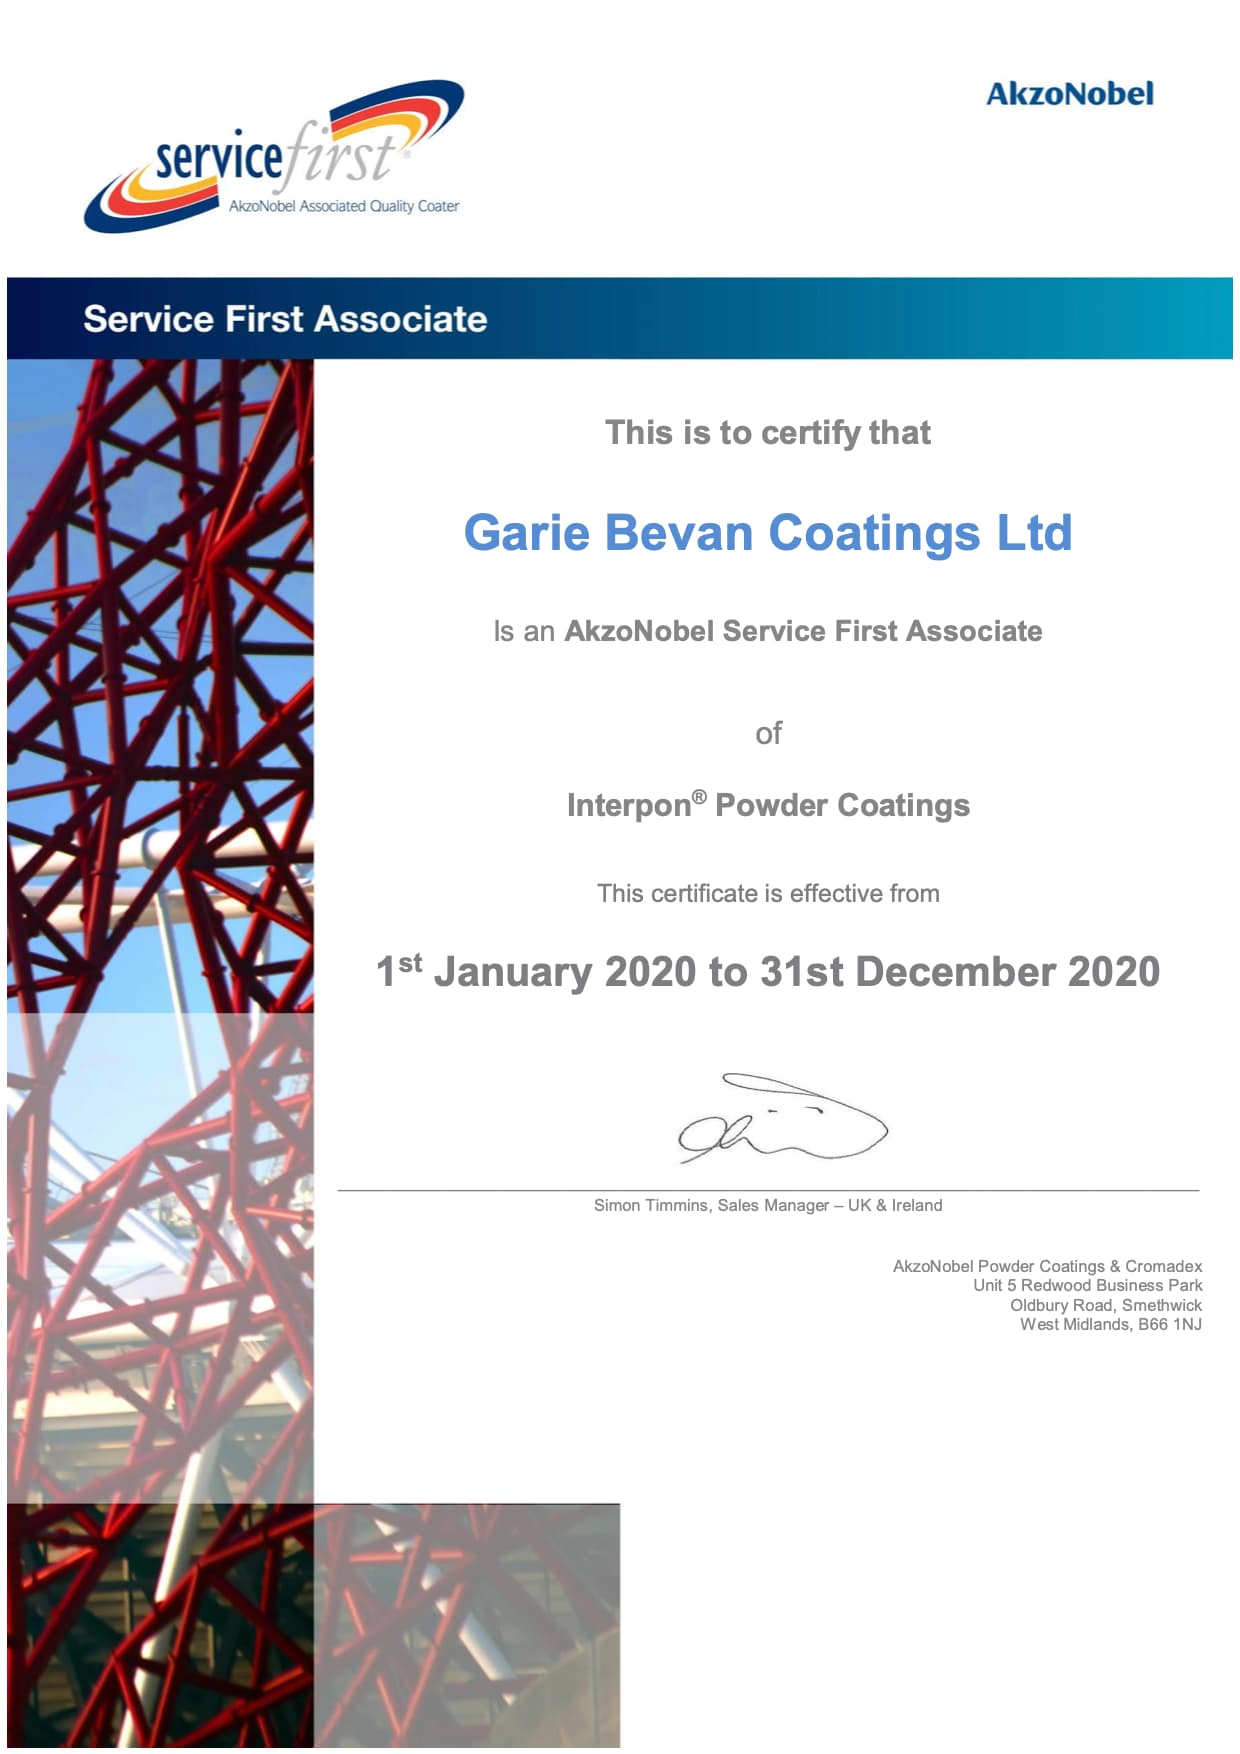 servicefirst®
AkzoNobel Associated Quality Coater
AkzoNobel
Service First Associate
This is to certify that
Garie Bevan Coatings Ltd
Is an AkzoNobel Service First Associate
of
Interpon® Powder Coatings
This certificate is effective from
1st January 2020 to 31st December 2020
Simon Timmins, Sales Manager – UK & Ireland
AkzoNobel Powder Coatings & Cromadex
Unit 5 Redwood Business Park
Oldbury Road, Smethwick
West Midlands, B66 1NJ